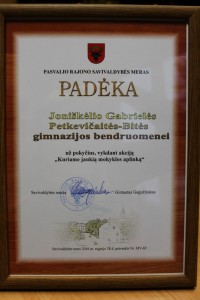 PASVALIO RAJONO SAVIVALDYBĖS MERAS
PADĖKA
Joniškėlio Gabrielės
Petkevičaitės-Bitės
gimnazijos bendruomenei
už pokyčius, vykdant akciją
„Kuriame jaukią mokyklos aplinką“
Savivaldybės meras
Gintautas Gegužinskas